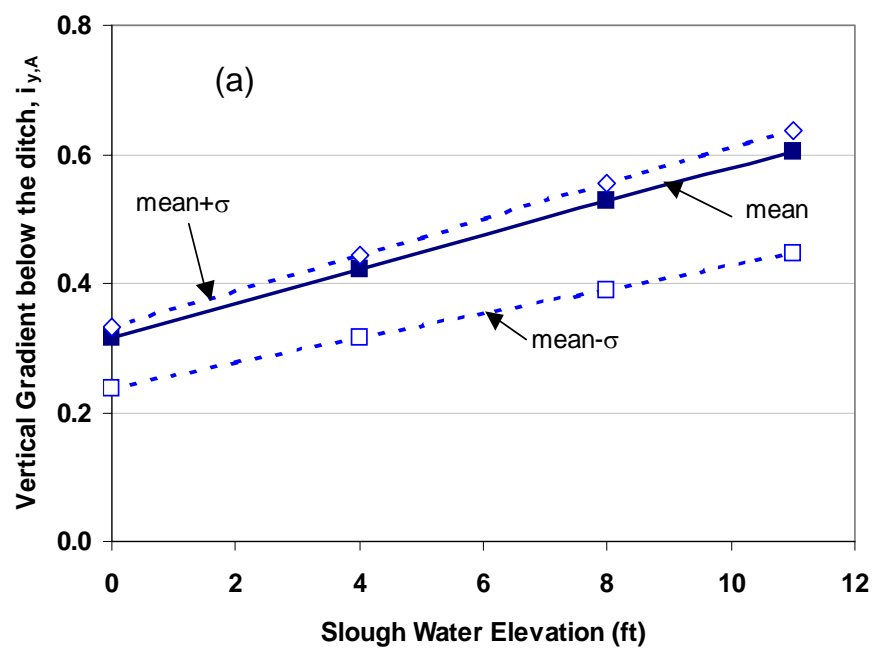 (a)
Vertical Gradient below the ditch, i y,A
0.8
0.6
0.4
0.2
0.0
mean+σ
mean
mean-σ
0 2 4 6 8 10 12
Slough Water Elevation (ft)